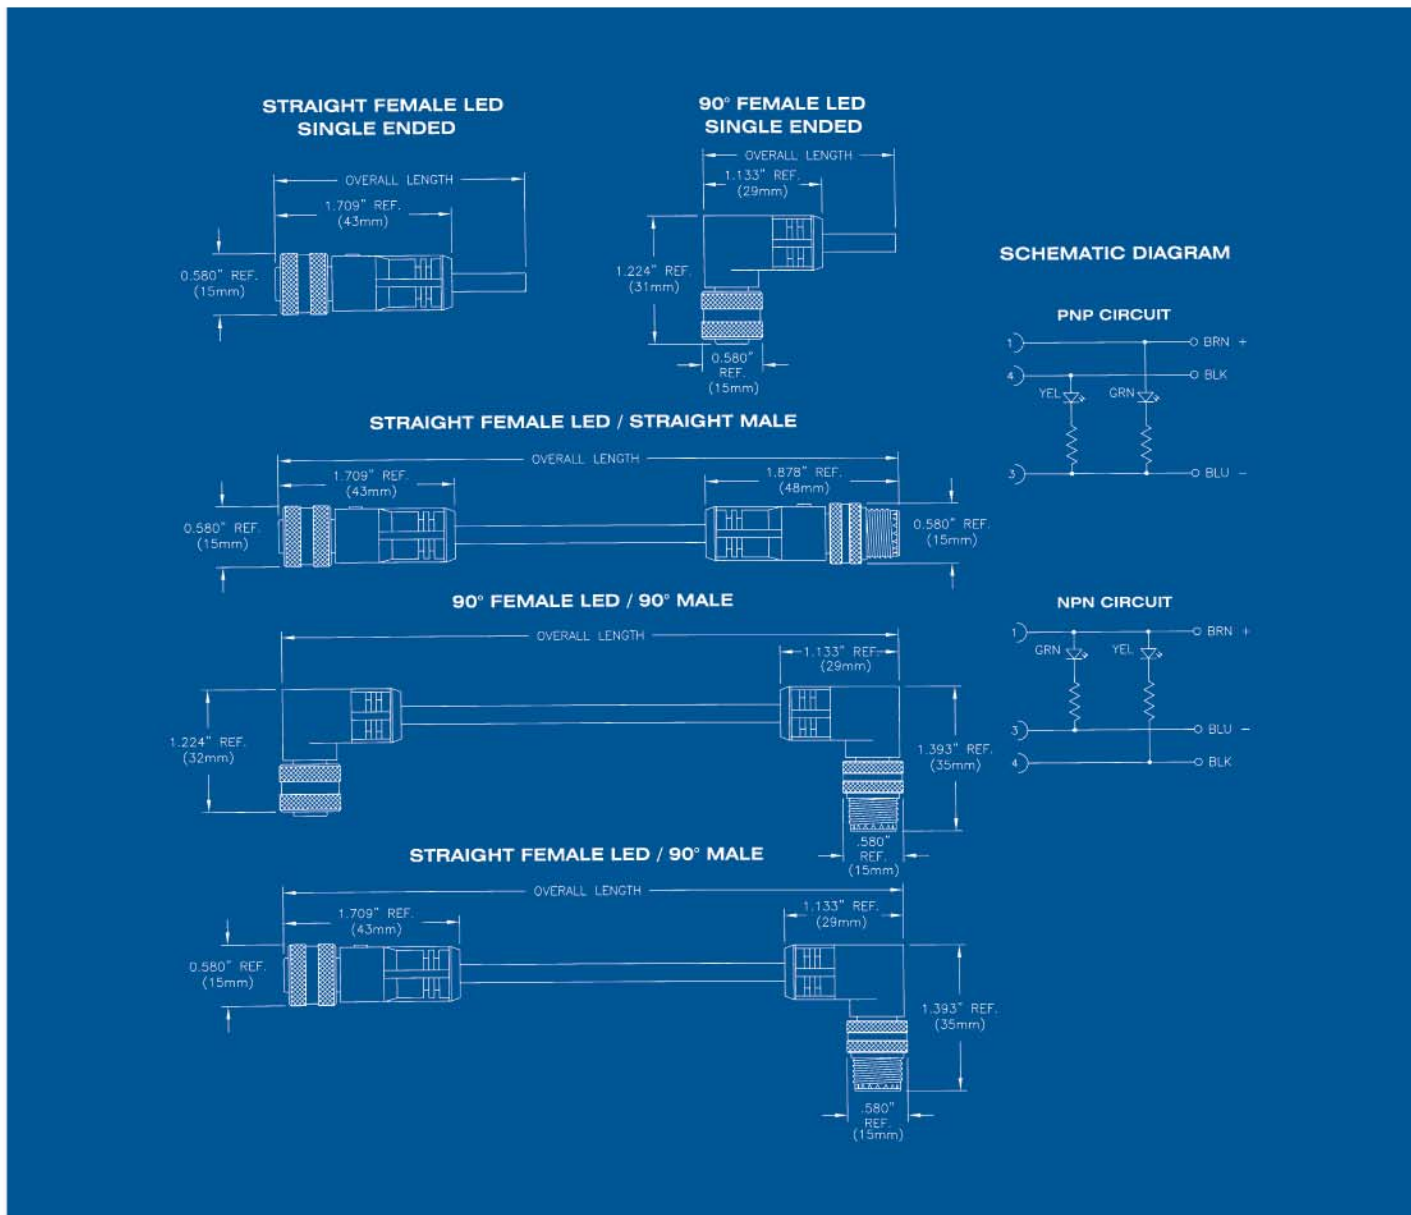 STRAIGHT FEMALE LED
SINGLE ENDED
OVERALL LENGTH
1.709" REF.
(43mm)
0.580" REF.
(15mm)
90° FEMALE LED
SINGLE ENDED
OVERALL LENGTH
1.133" REF.
(29mm)
1.224" REF.
(31mm)
0.580"
REF.
(15mm)
STRAIGHT FEMALE LED / STRAIGHT MALE
OVERALL LENGTH
1.709" REF.
(43mm)
1.878" REF.
(48mm)
0.580" REF.
(15mm)
0.580" REF.
(15mm)
90° FEMALE LED / 90° MALE
OVERALL LENGTH
1.133" REF.
(29mm)
1.224" REF.
(32mm)
1.393" REF.
(35mm)
.580"
REF.
(15mm)
STRAIGHT FEMALE LED / 90° MALE
OVERALL LENGTH
1.709" REF.
(43mm)
1.133" REF.
(29mm)
0.580" REF.
(15mm)
1.393" REF.
(35mm)
.580"
REF.
(15mm)
SCHEMATIC DIAGRAM
PNP CIRCUIT
1 BRN +
4 BLK
YEL GRN
3 BLU −
NPN CIRCUIT
1 BRN +
GRN YEL
3 BLU −
4 BLK